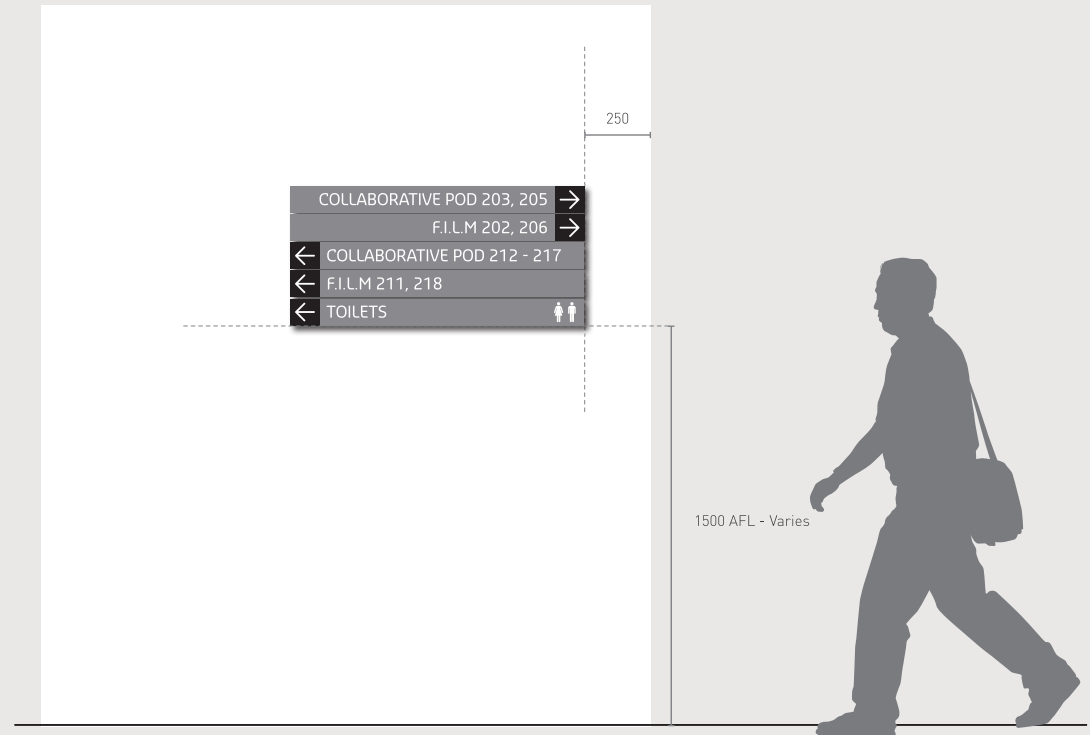 250
COLLABORATIVE POD 203, 205
F.I.L.M 202, 206
COLLABORATIVE POD 212 - 217
F.I.L.M 211, 218
TOILETS
1500 AFL - Varies